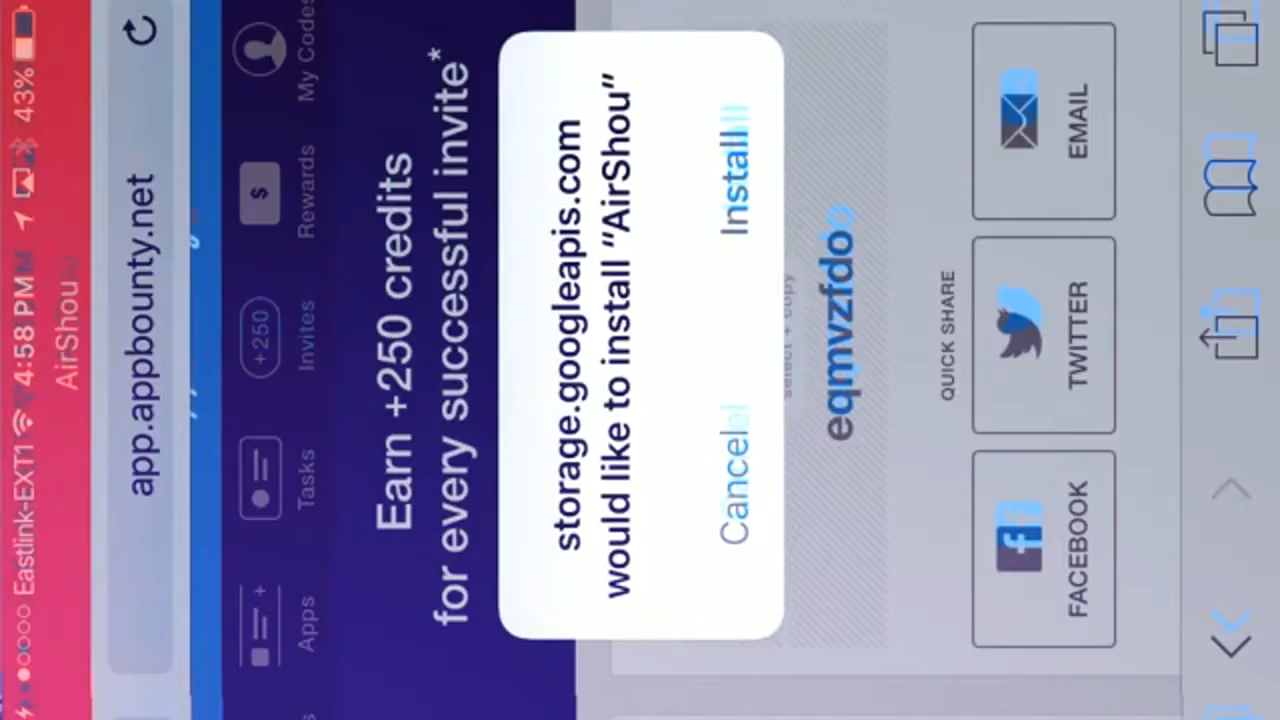 Eastlink-EXT1 4:58 PM 43%
AirShou
app.appbounty.net
Apps
Tasks
+250
Invites
$
Rewards
My Codes
Earn +250 credits
for every successful invite*
storage.googleapis.com
would like to install “AirShou”
Cancel
Install
select + copy
eqmvzfdo
QUICK SHARE
f
FACEBOOK
TWITTER
EMAIL